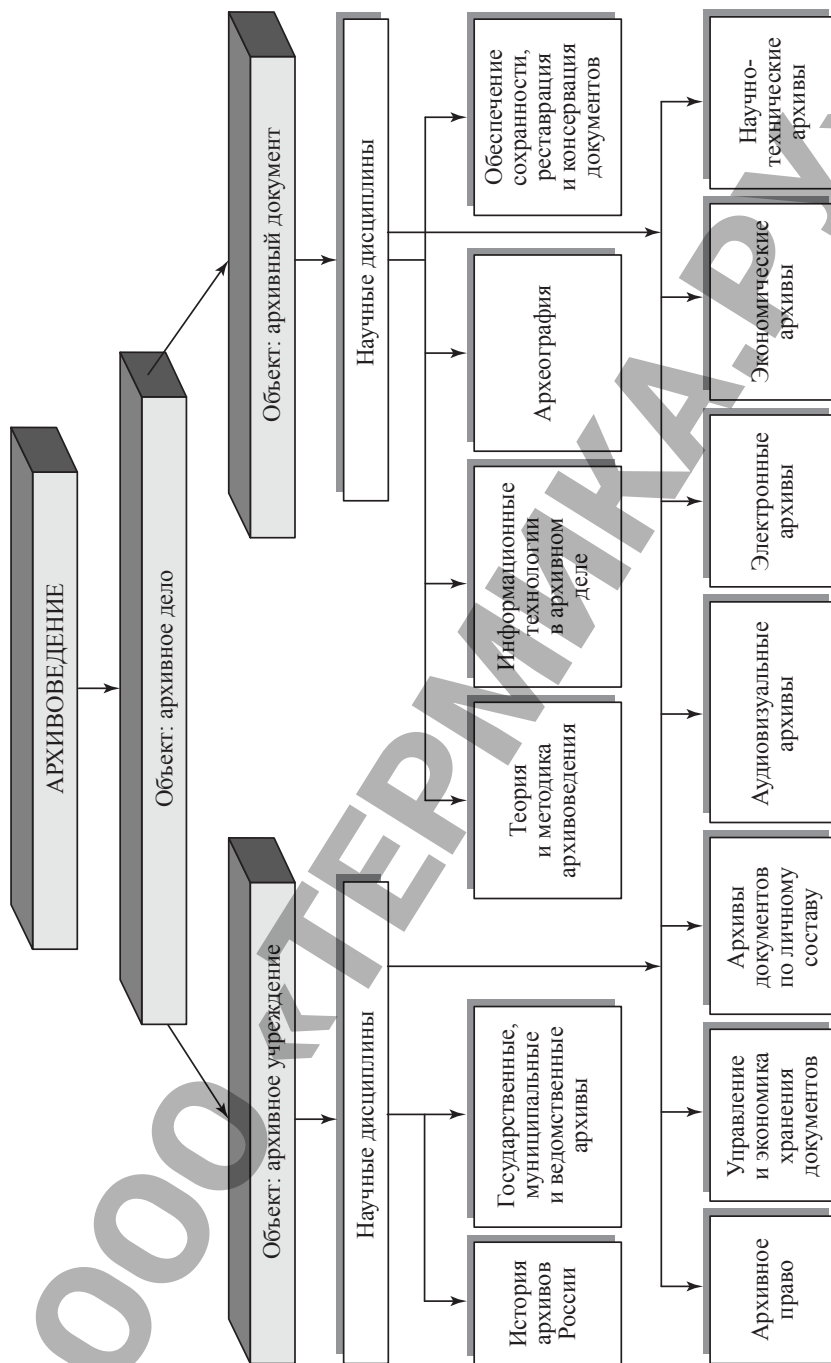 АРХИВОВЕДЕНИЕ
Объект: архивное дело
Объект: архивное учреждение
Объект: архивный документ
Научные дисциплины
Научные дисциплины
История
архивов
России
Государственные,
муниципальные
и ведомственные
архивы
Теория
и методика
архивоведения
Информационные
технологии
в архивном
деле
Археография
Обеспечение
сохранности,
реставрация
и консервация
документов
Архивное
право
Управление
и экономика
хранения
документов
Архивы
документов
по личному
составу
Аудиовизуальные
архивы
Электронные
архивы
Экономические
архивы
Научно-
технические
архивы
ООО «ТЕРМИКА.РУ